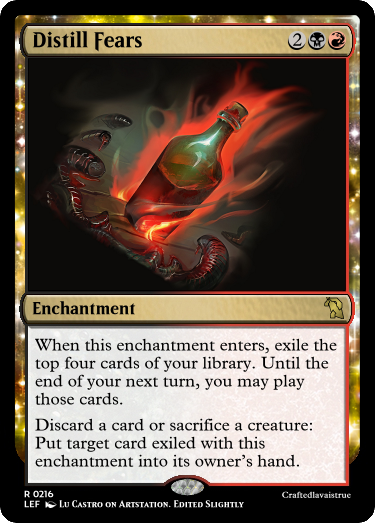 Distill Fears 2
Enchantment
When this enchantment enters, exile the
top four cards of your library. Until the
end of your next turn, you may play
those cards.
Discard a card or sacrifice a creature:
Put target card exiled with this
enchantment into its owner's hand.
R 0216
LEF Lu Castro on Artstation. Edited Slightly
Craftedlavaistrue